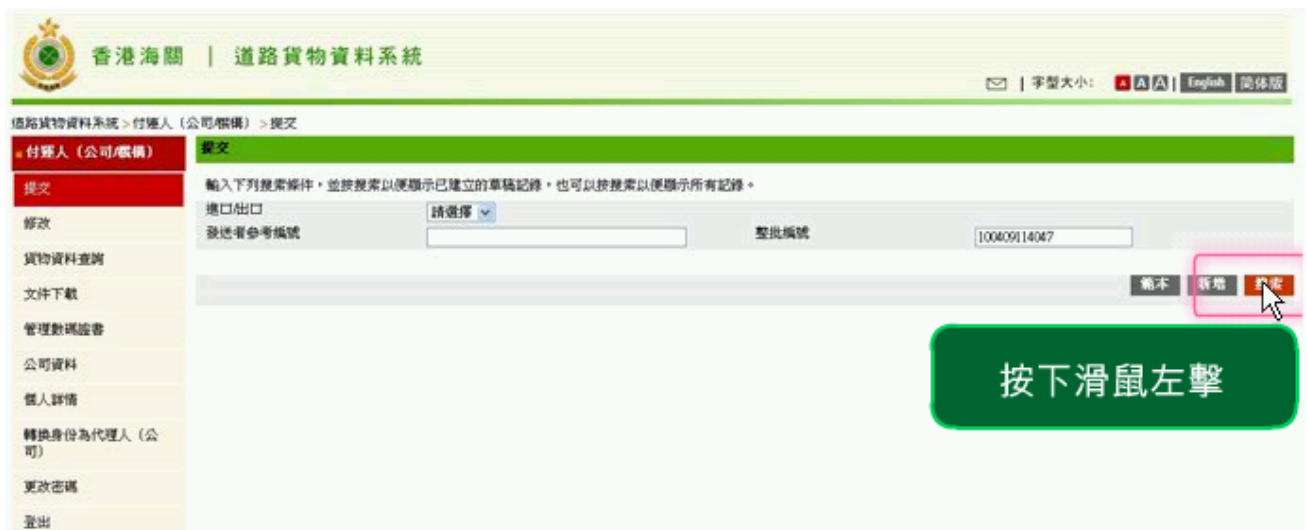 香港海關 | 道路貨物資料系統
| 字型大小: A A A | English 简体版
道路貨物資料系統 > 付運人 (公司/機構) > 提交
付運人 (公司/機構)
提交
修改
貨物資料查詢
文件下載
管理數碼證書
公司資料
個人詳情
轉換身份為代理人 (公司)
更改密碼
登出
提交
輸入下列搜索條件，並按搜索以便顯示已建立的草稿記錄，也可以按搜索以便顯示所有記錄。
進口/出口 請選擇
發送者參考編號 整批編號 100409114047
範本 新增 搜索
按下滑鼠左擊